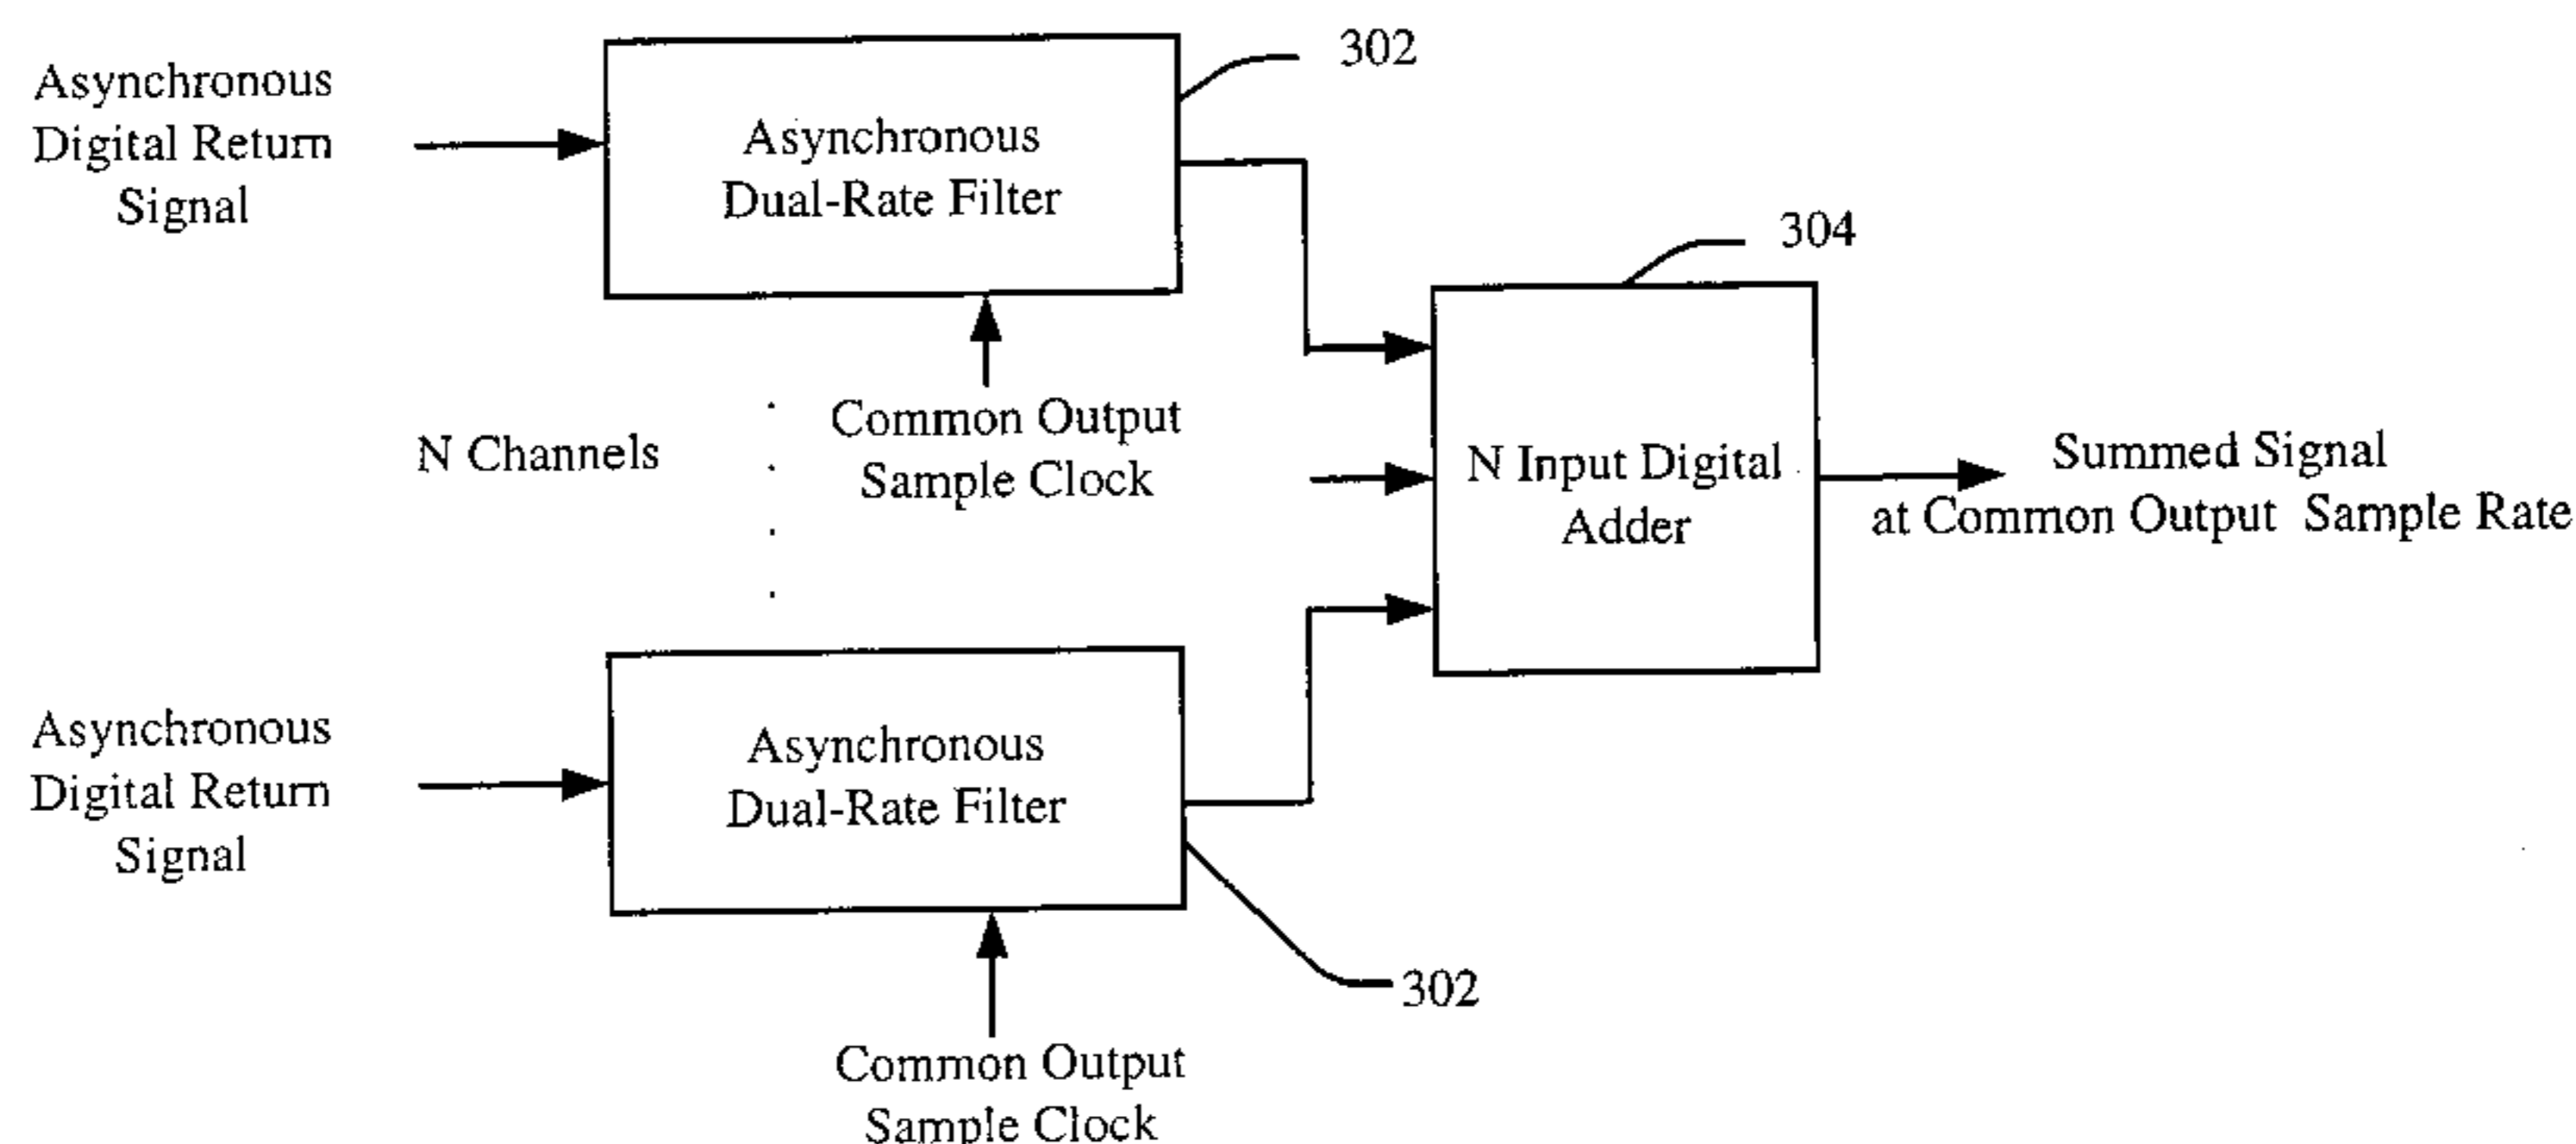 Asynchronous
Digital Return
Signal
Asynchronous
Dual-Rate Filter
302
304
N Channels
Common Output
Sample Clock
N Input Digital
Adder
Summed Signal
at Common Output Sample Rate
Asynchronous
Digital Return
Signal
Asynchronous
Dual-Rate Filter
302
Common Output
Sample Clock